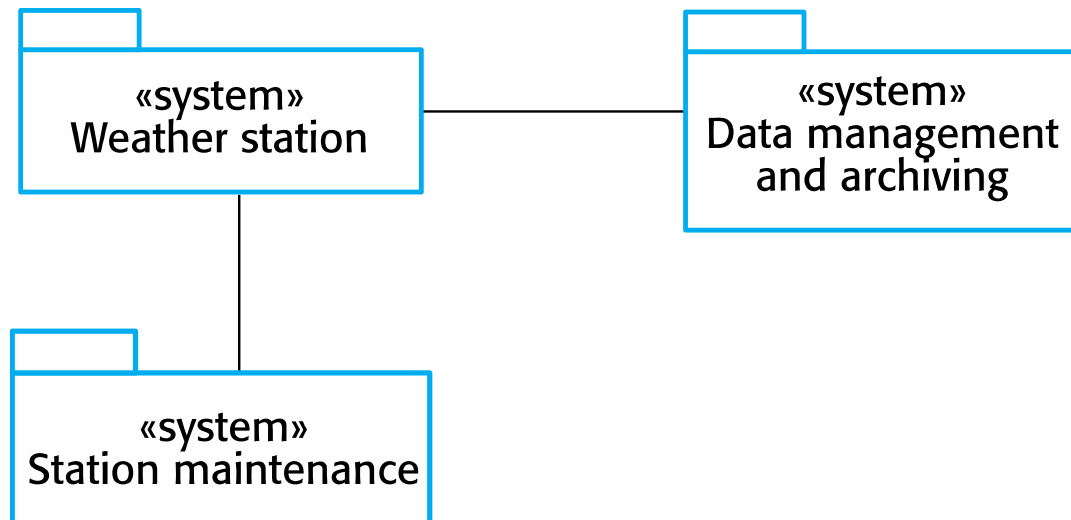 «system»
Weather station
«system»
Data management
and archiving
«system»
Station maintenance